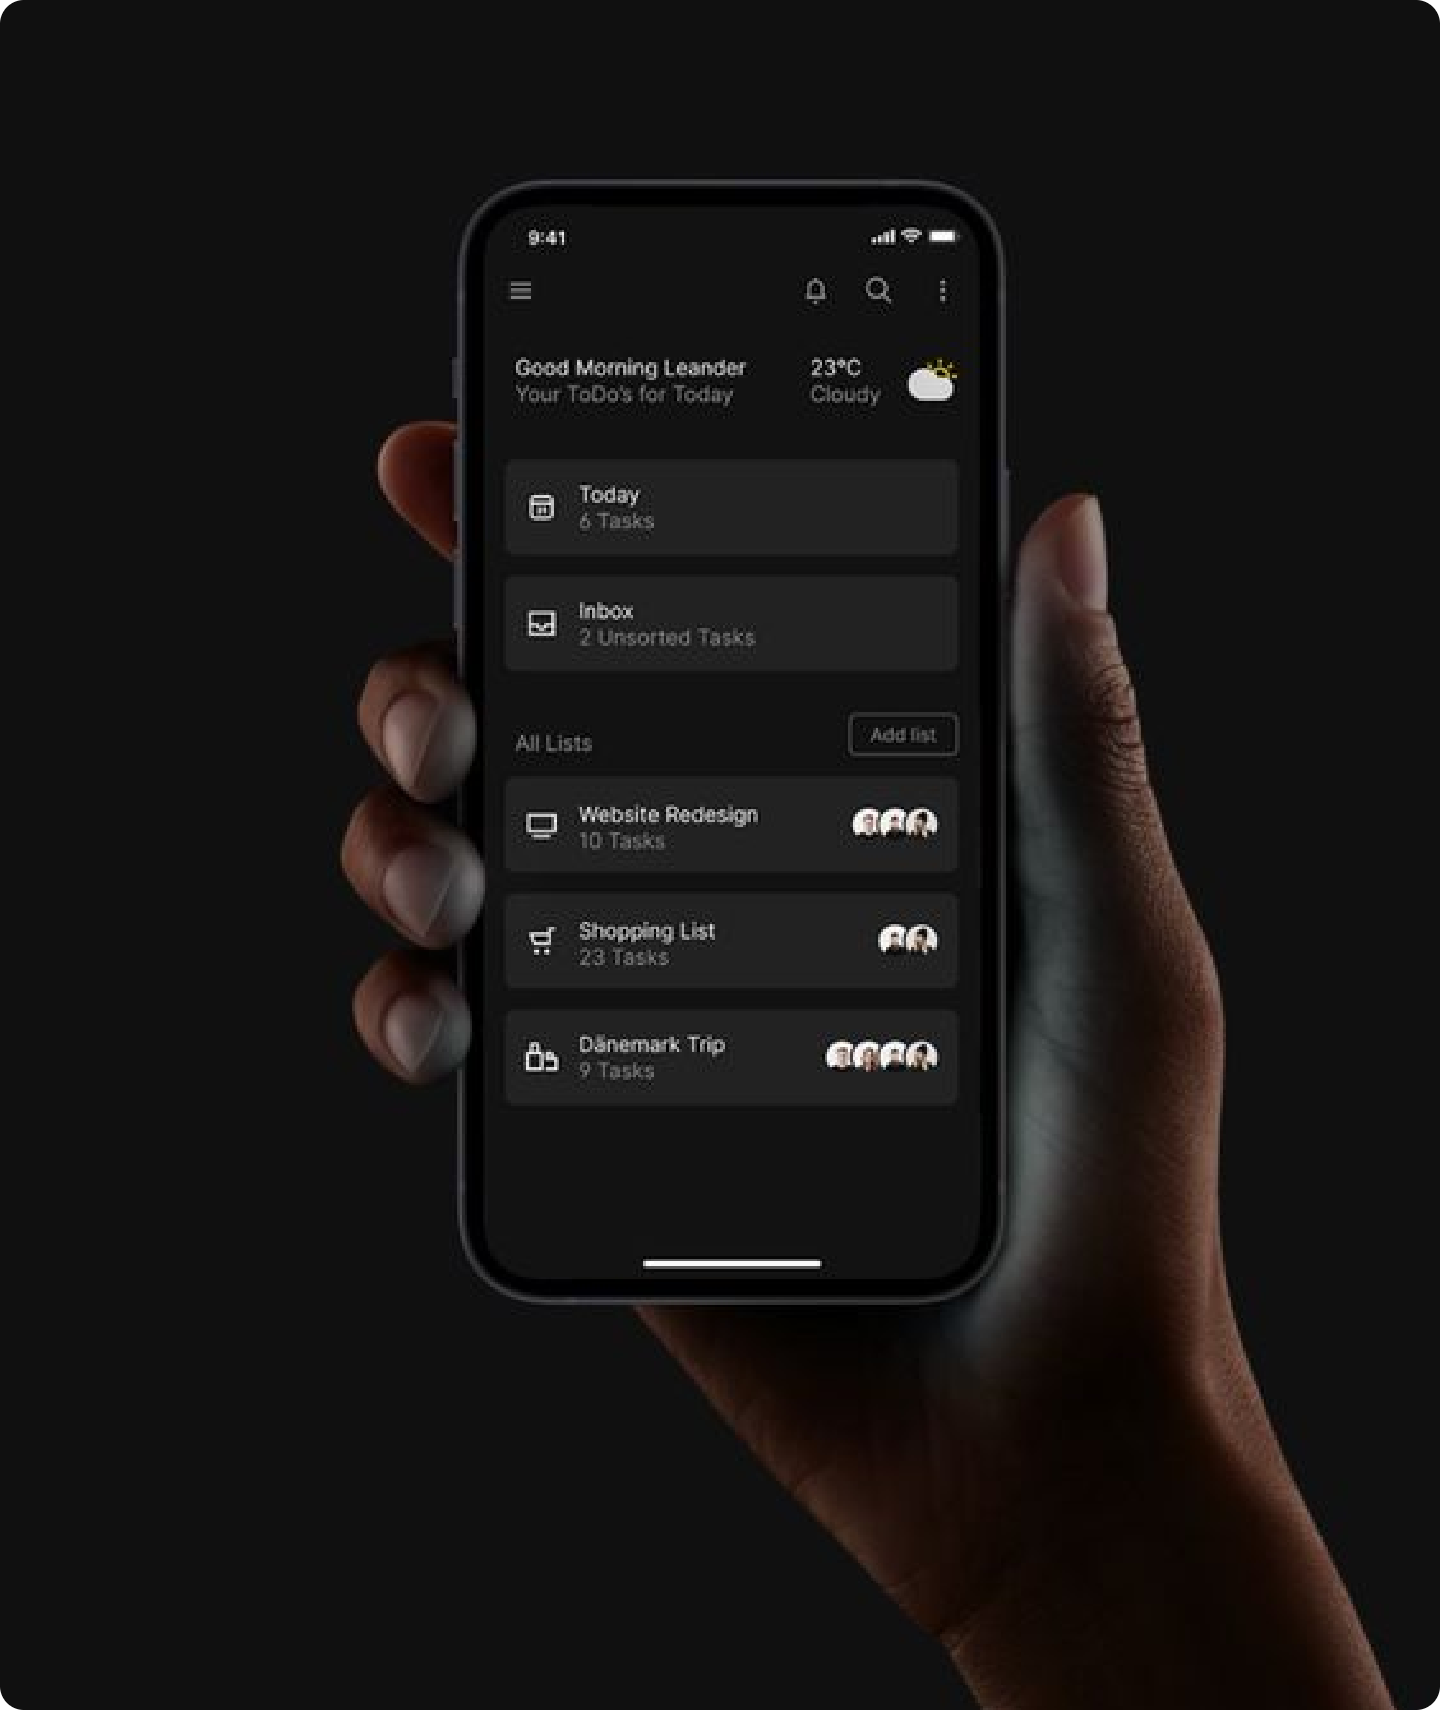 9:41
Good Morning Leander
Your ToDo's for Today
23°C
Cloudy
Today
6 Tasks
Inbox
2 Unsorted Tasks
All Lists
Add list
Website Redesign
10 Tasks
Shopping List
23 Tasks
Dänemark Trip
9 Tasks